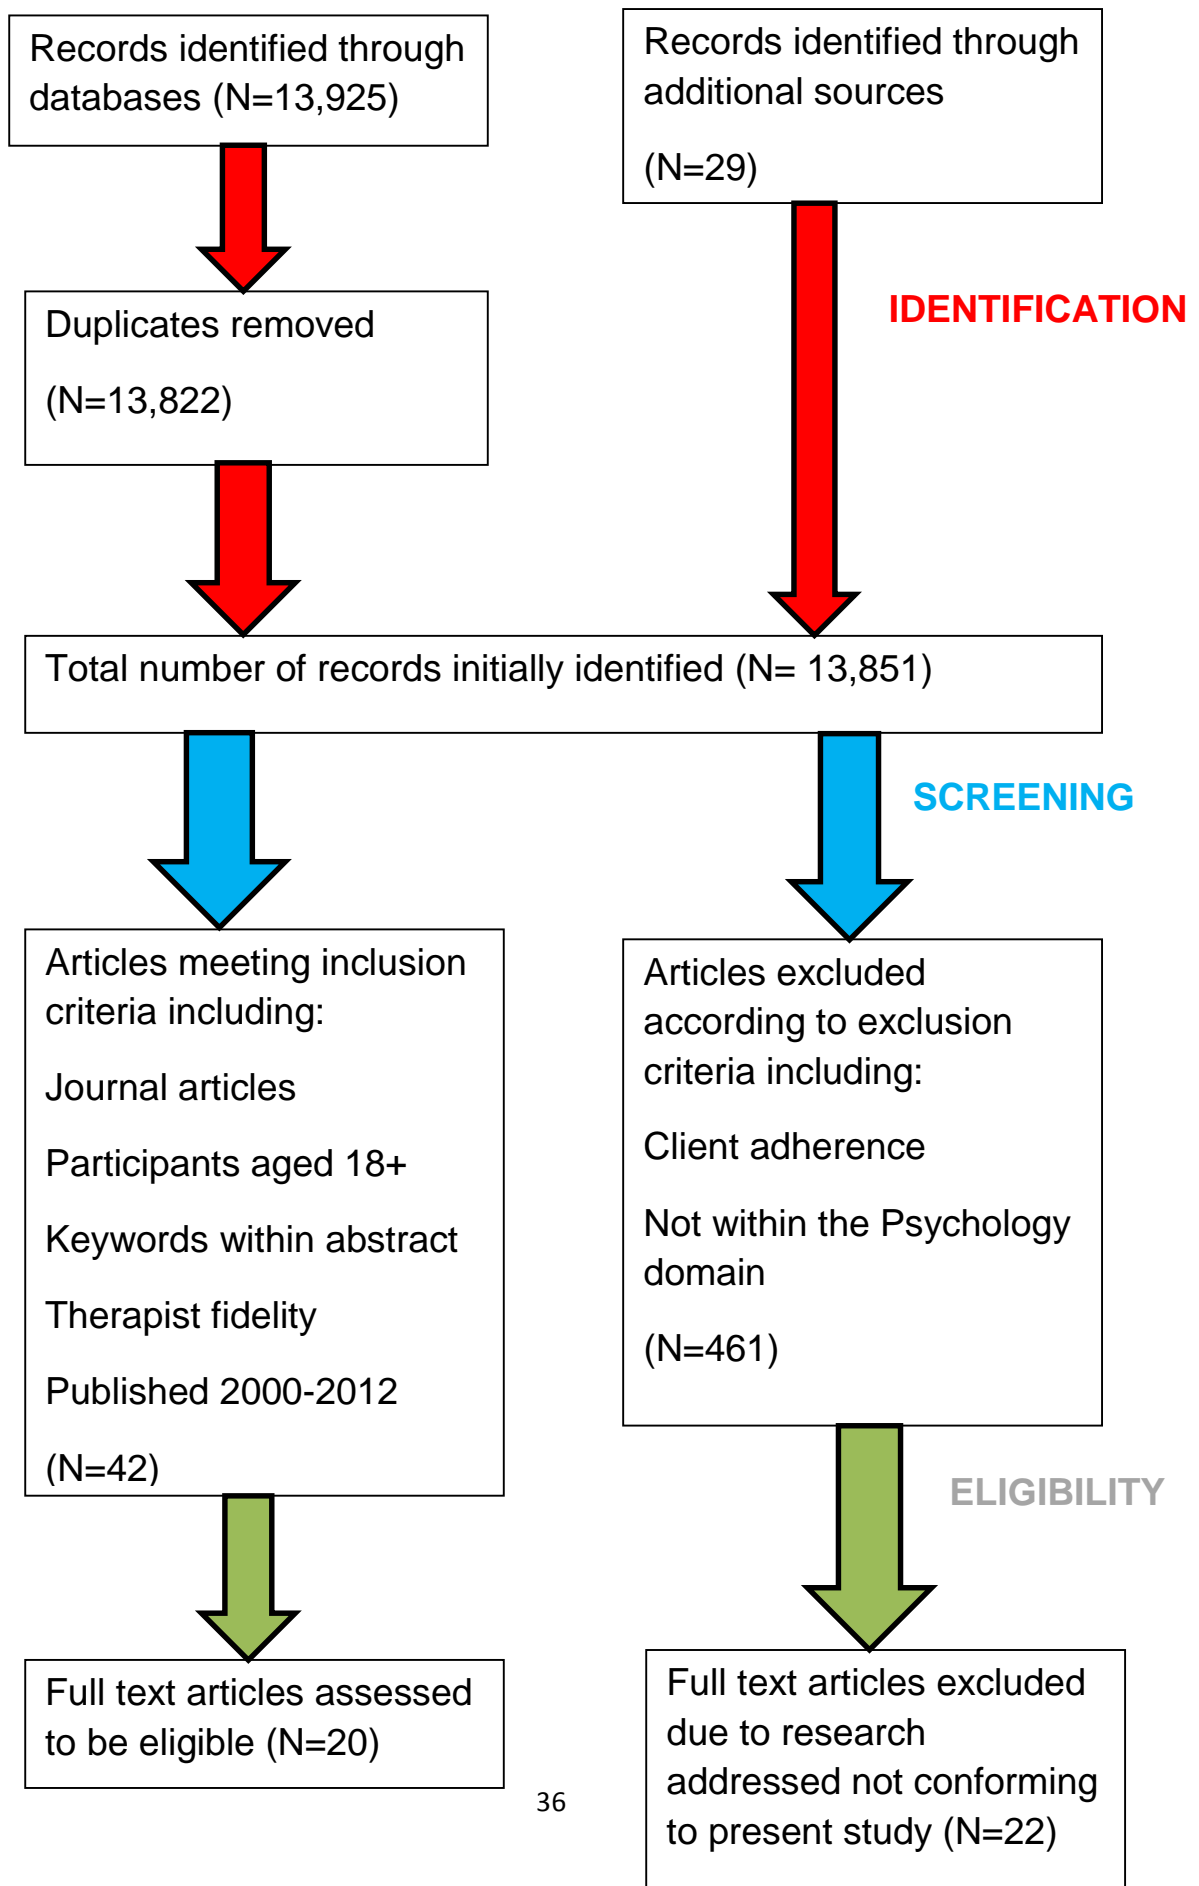 Records identified through
databases (N=13,925)
Records identified through
additional sources
(N=29)
IDENTIFICATION
Duplicates removed
(N=13,822)
Total number of records initially identified (N= 13,851)
SCREENING
Articles meeting inclusion
criteria including:
Journal articles
Participants aged 18+
Keywords within abstract
Therapist fidelity
Published 2000-2012
(N=42)
Articles excluded
according to exclusion
criteria including:
Client adherence
Not within the Psychology
domain
(N=461)
ELIGIBILITY
Full text articles assessed
to be eligible (N=20)
Full text articles excluded
due to research
addressed not conforming
to present study (N=22)
36